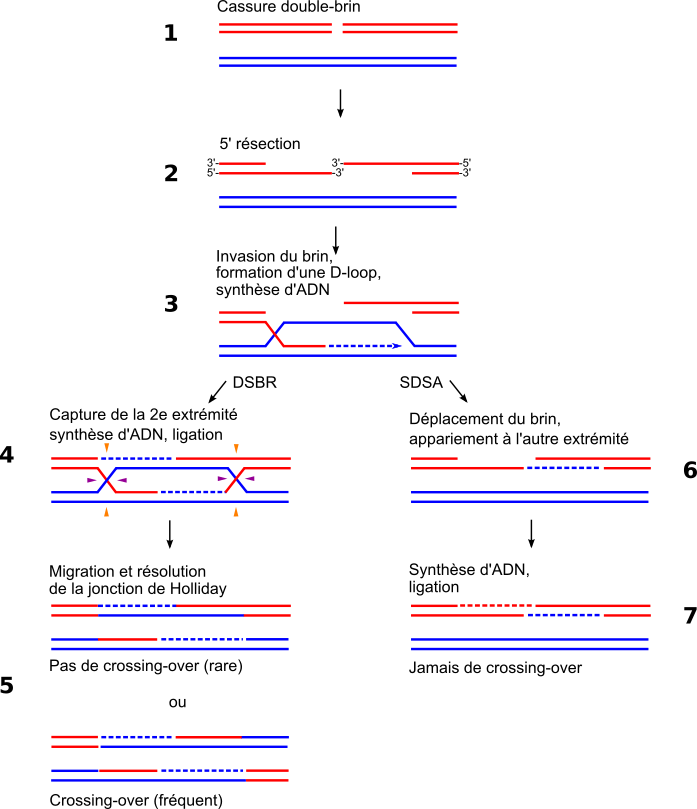 Cassure double-brin
1
5' résection
3'- 3'- -5'
2
5'- -3' -3'
Invasion du brin,
formation d'une D-loop,
synthèse d'ADN
3
DSBR
SDSA
Capture de la 2e extrémité
synthèse d'ADN, ligation
4
Migration et résolution
de la jonction de Holliday
Pas de crossing-over (rare)
5
ou
Crossing-over (fréquent)
Déplacement du brin,
appariement à l'autre extrémité
6
Synthèse d'ADN,
ligation
7
Jamais de crossing-over